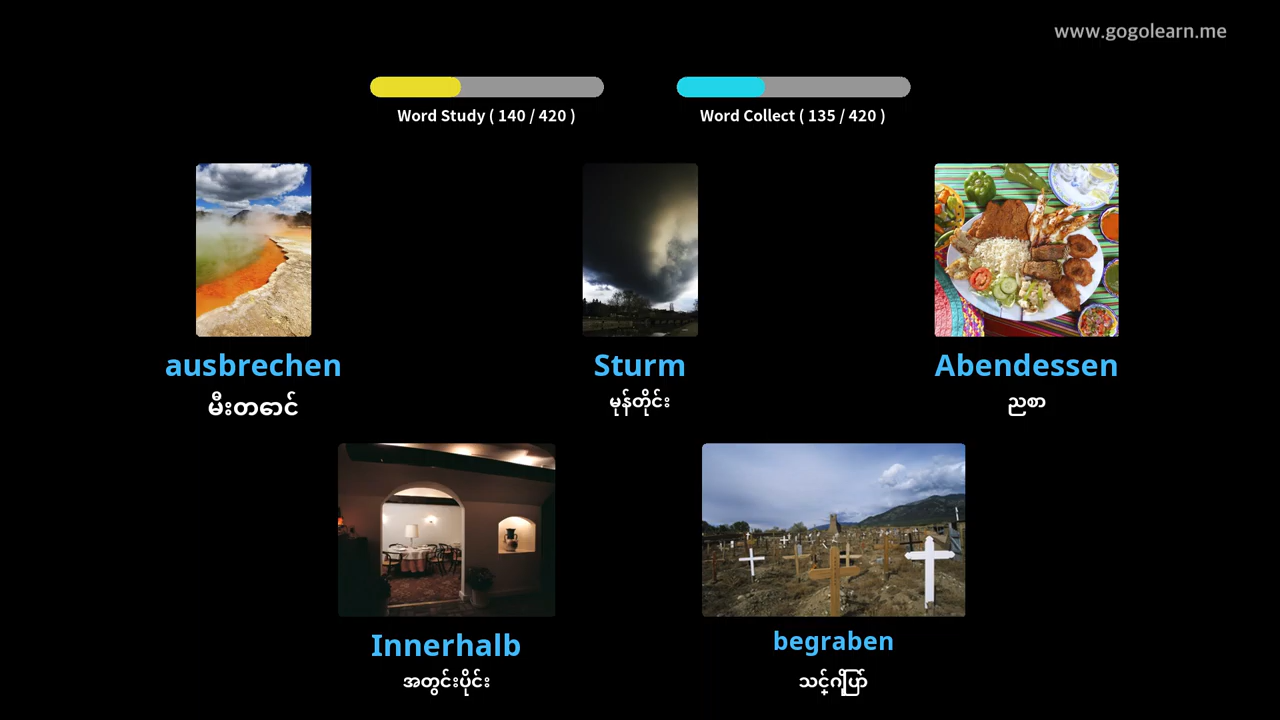 www.gogolearn.me
Word Study ( 140 / 420 )
Word Collect ( 135 / 420 )
ausbrechen
Sturm
Abendessen
မီးတောင်
မုန်တိုင်း
ညစာ
Innerhalb
begraben
အတွင်းပိုင်း
သင်္ဂြိုဟ်